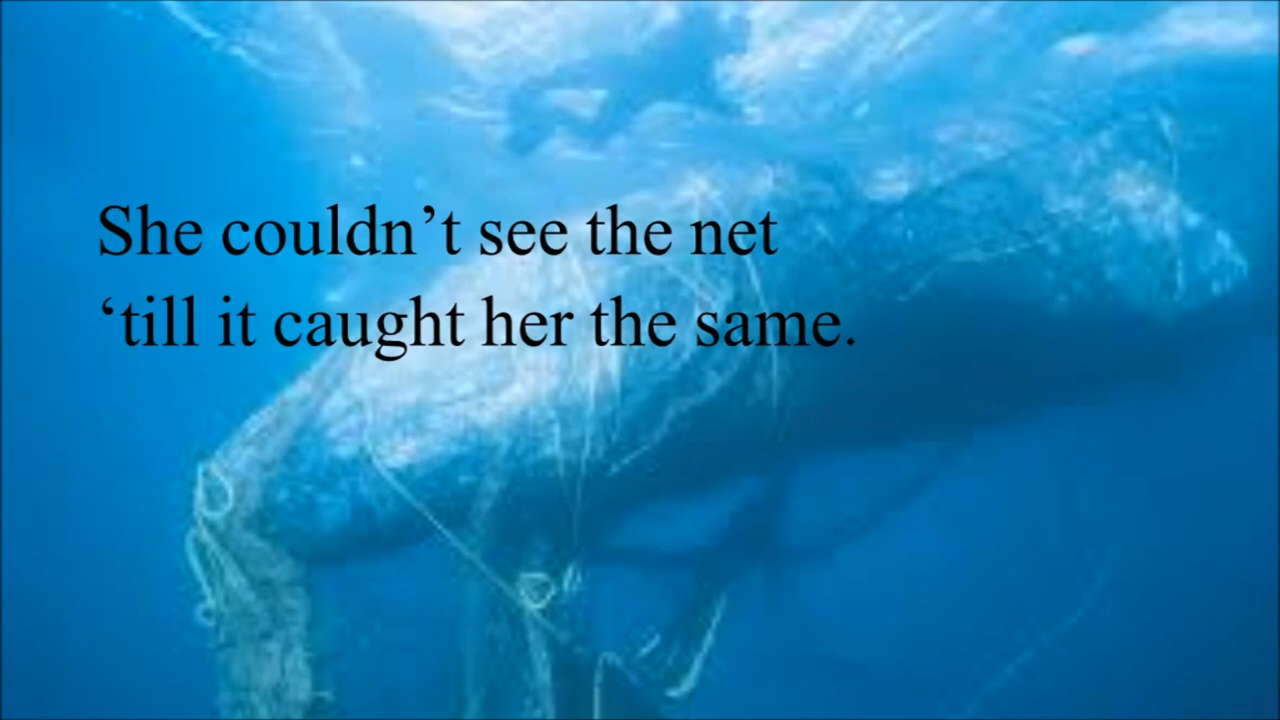 She couldn’t see the net
‘till it caught her the same.